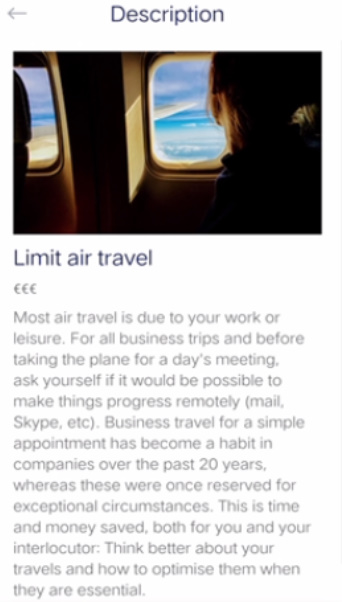 Description
Limit air travel
€€€
Most air travel is due to your work or
leisure. For all business trips and before
taking the plane for a day's meeting,
ask yourself if it would be possible to
make things progress remotely (mail,
Skype, etc). Business travel for a simple
appointment has become a habit in
companies over the past 20 years,
whereas these were once reserved for
exceptional circumstances. This is time
and money saved, both for you and your
interlocutor: Think better about your
travels and how to optimise them when
they are essential.